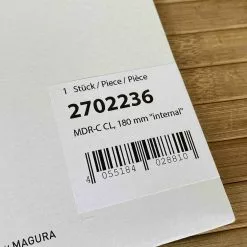 1 Stück / Piece / Pièce
2702236
MDR-C CL, 180 mm "internal"
4 055184 028810
MAGURA